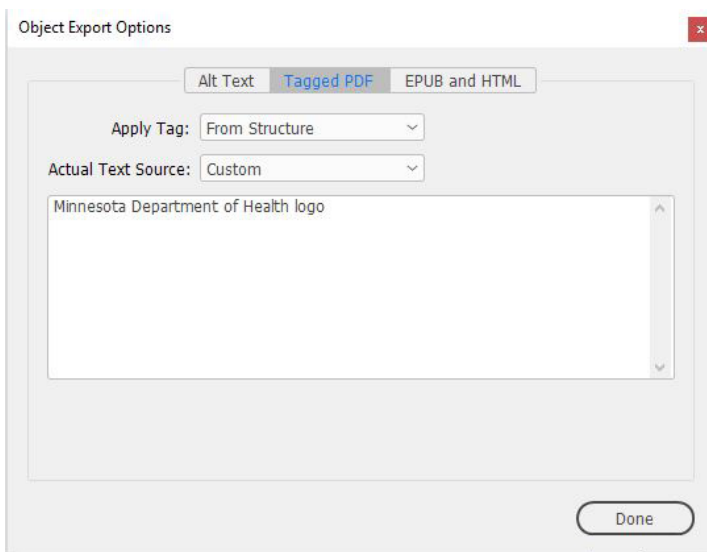 Object Export Options
x
Alt Text Tagged PDF EPUB and HTML
Apply Tag: From Structure
Actual Text Source: Custom
Minnesota Department of Health logo
Done